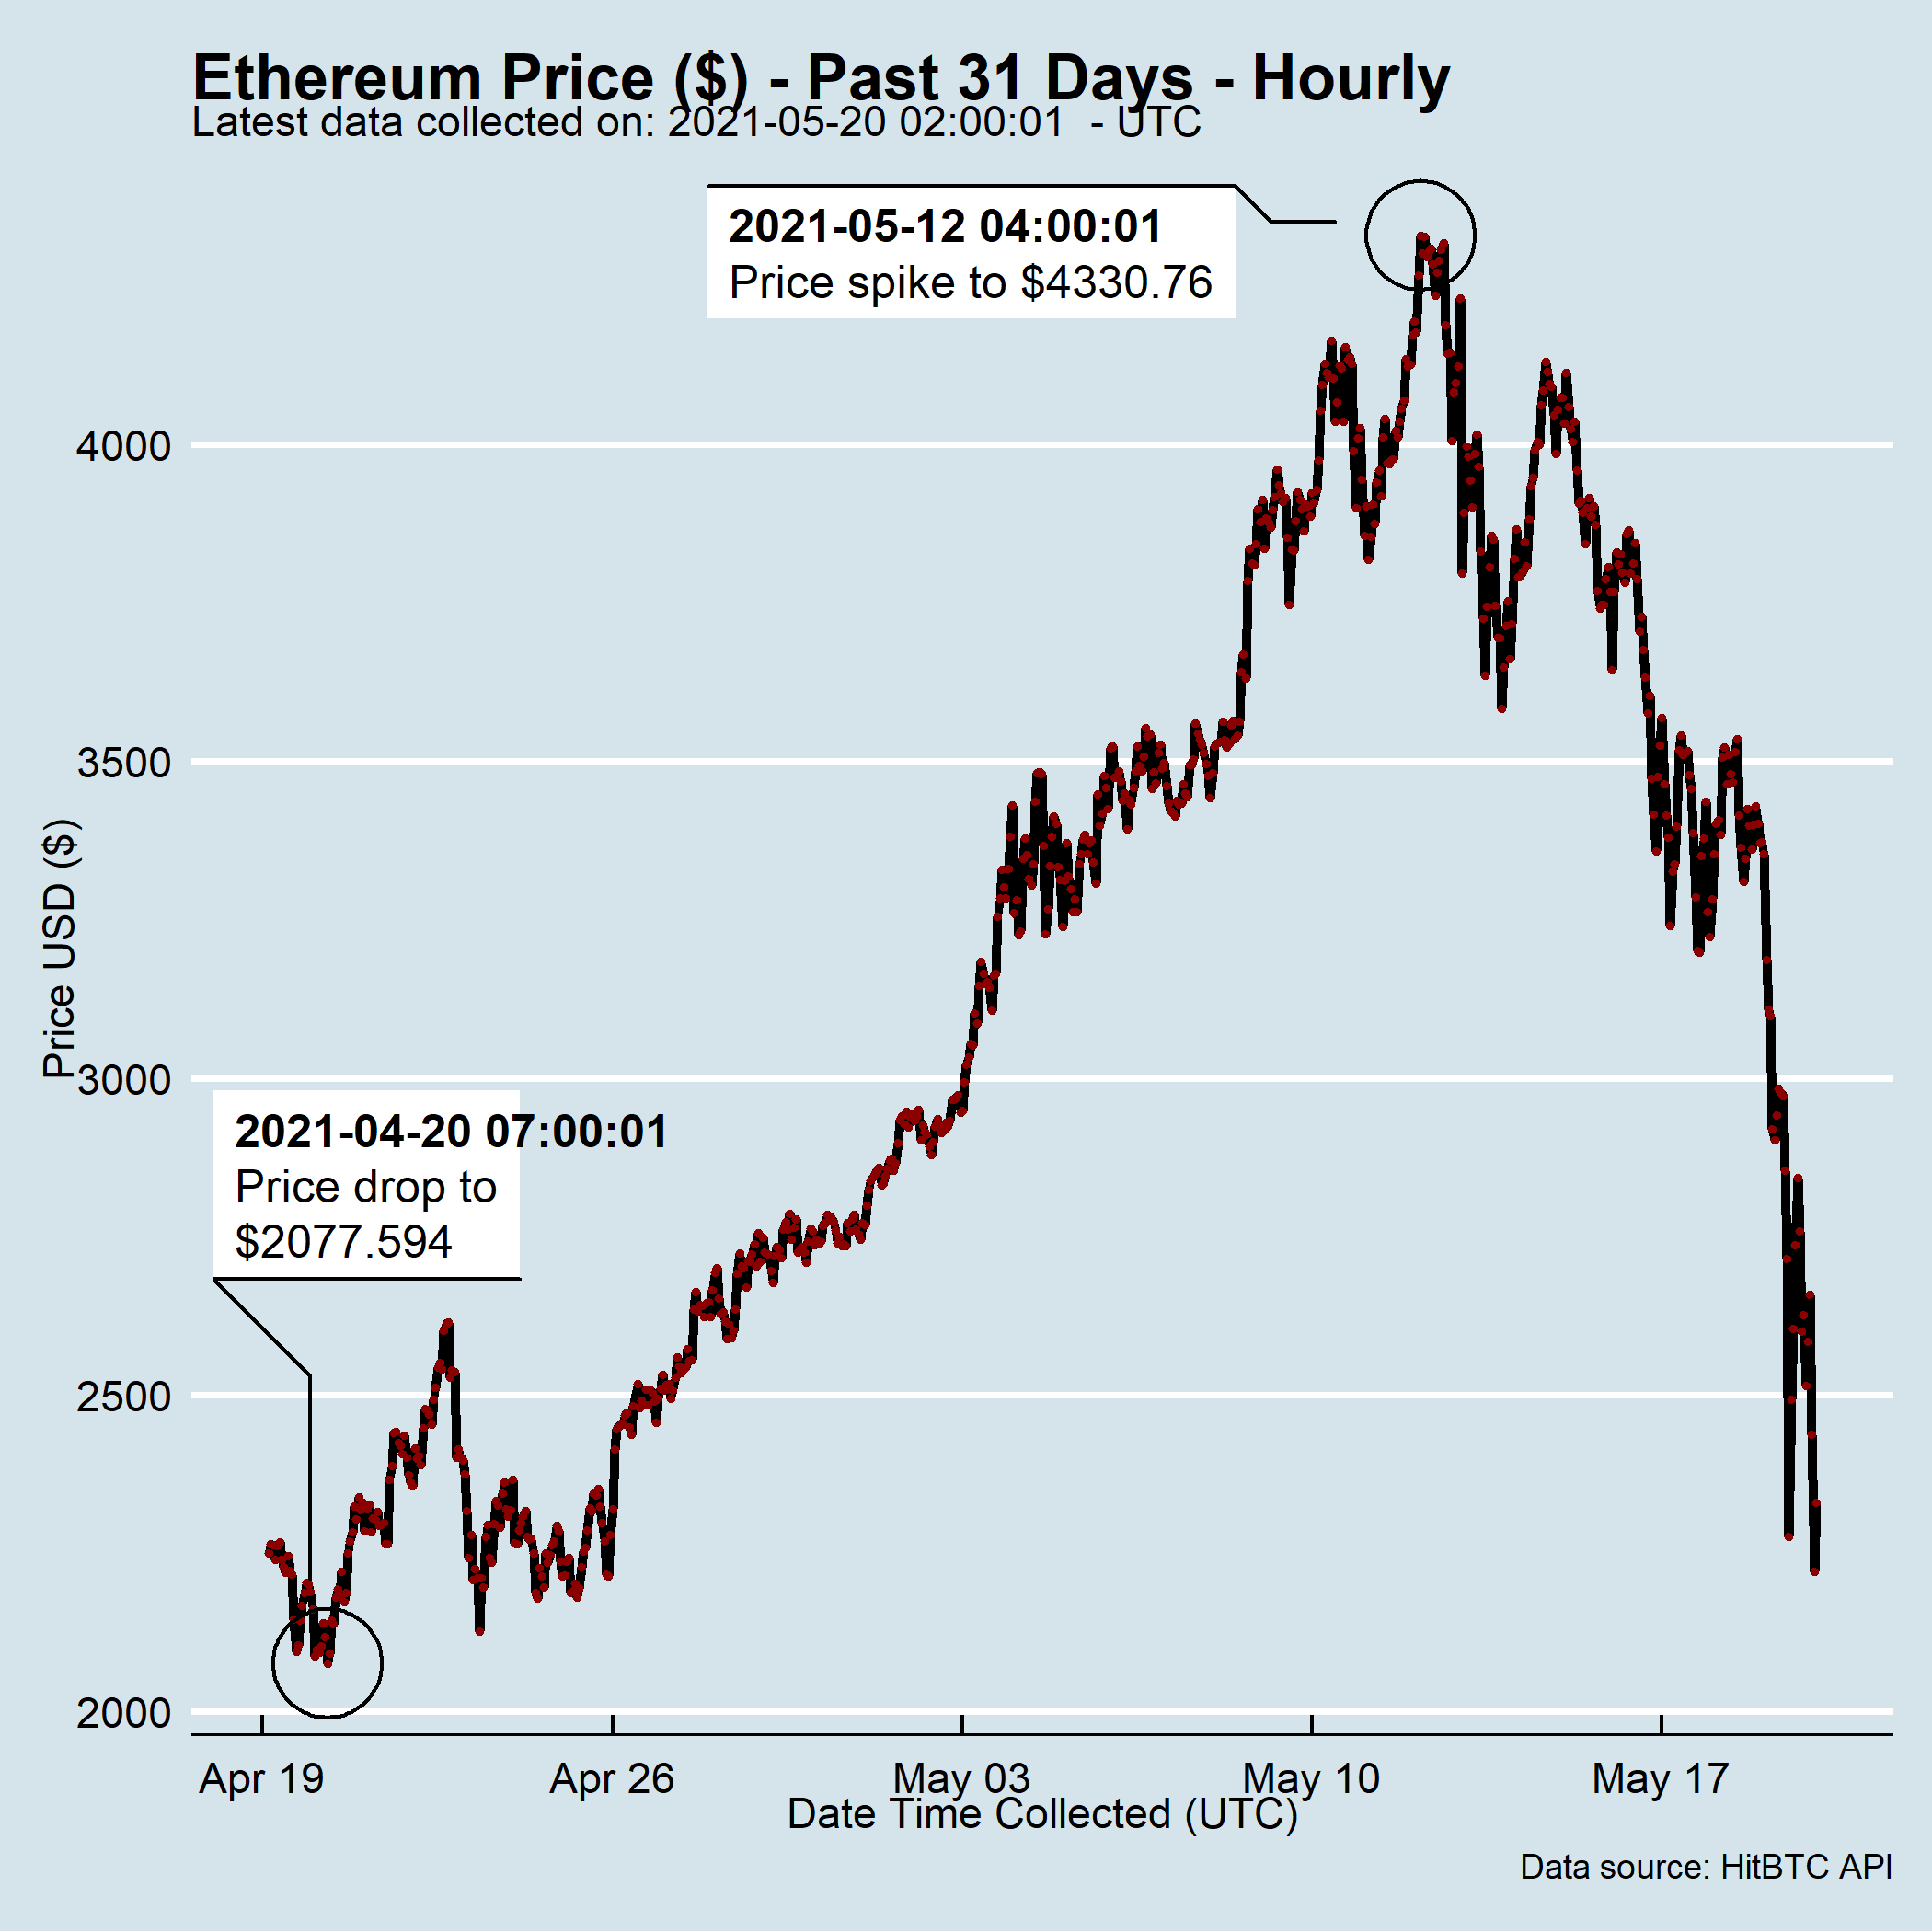 Ethereum Price ($) - Past 31 Days - Hourly
Latest data collected on: 2021-05-20 02:00:01  - UTC
2021-05-12 04:00:01
Price spike to $4330.76
4000
3500
3000
2500
2000
Price USD ($)
2021-04-20 07:00:01
Price drop to
$2077.594
Apr 19
Apr 26
May 03
May 10
May 17
Date Time Collected (UTC)
Data source: HitBTC API